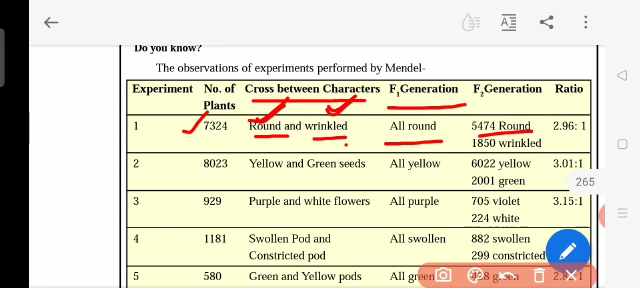 Do you know?
The observations of experiments performed by Mendel-
Experiment No. of Plants Cross between Characters F₁Generation F₂Generation Ratio
1 7324 Round and wrinkled All round 5474 Round 2.96: 1
1850 wrinkled
2 8023 Yellow and Green seeds All yellow 6022 yellow 3.01:1
2001 green
265
3 929 Purple and white flowers All purple 705 violet 3.15:1
224 white
4 1181 Swollen Pod and All swollen 882 swollen
Constricted pod 299 constricted
5 580 Green and Yellow pods All green